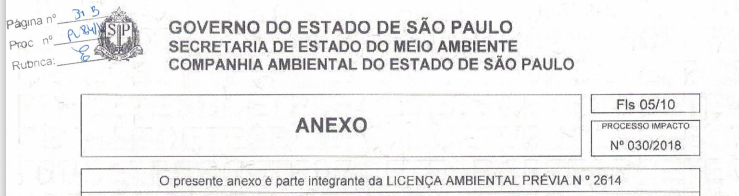 Página nº 313
Proc nº
Rubrica:
SP
GOVERNO DO ESTADO DE SÃO PAULO
SECRETARIA DE ESTADO DO MEIO AMBIENTE
COMPANHIA AMBIENTAL DO ESTADO DE SÃO PAULO
ANEXO
Fls 05/10
PROCESSO IMPACTO
Nº 030/2018
O presente anexo é parte integrante da LICENÇA AMBIENTAL PRÉVIA N º 2614